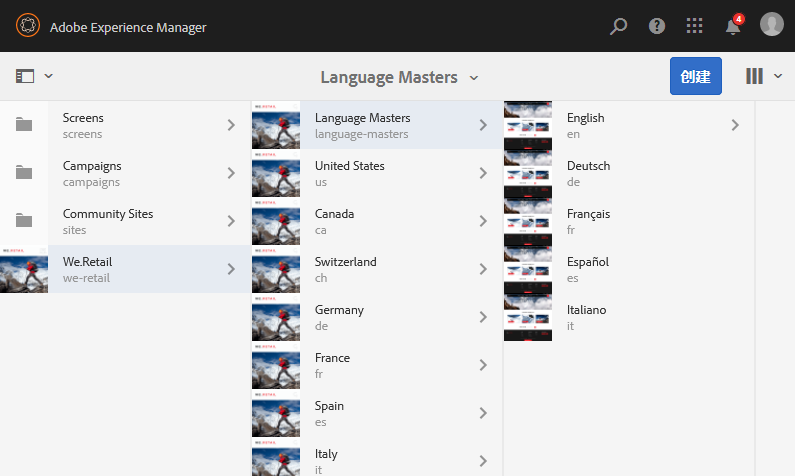 Adobe Experience Manager
4
Language Masters
创建
Screens
screens
Campaigns
campaigns
Community Sites
sites
We.Retail
we-retail
Language Masters
language-masters
United States
us
Canada
ca
Switzerland
ch
Germany
de
France
fr
Spain
es
Italy
it
English
en
Deutsch
de
Français
fr
Español
es
Italiano
it